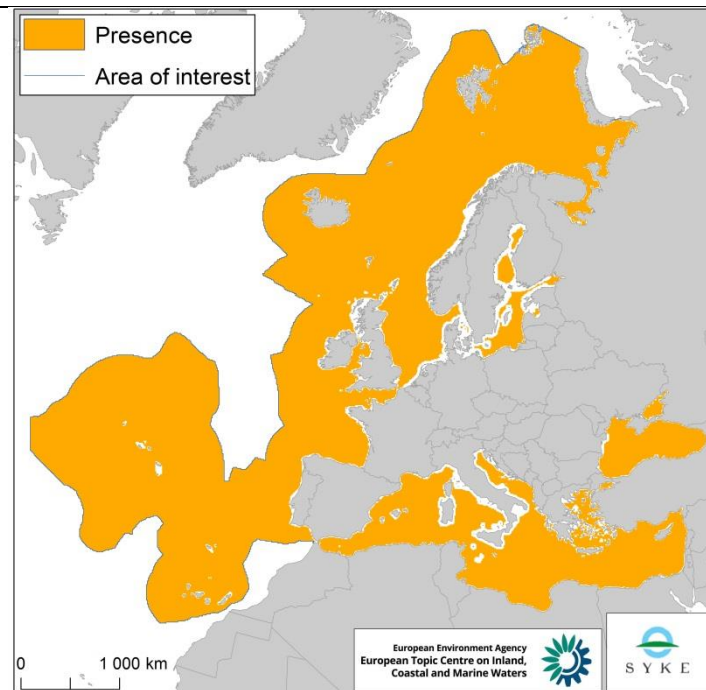 Presence
Area of interest
0 1 000 km
European Environment Agency
European Topic Centre on Inland,
Coastal and Marine Waters
S Y K E